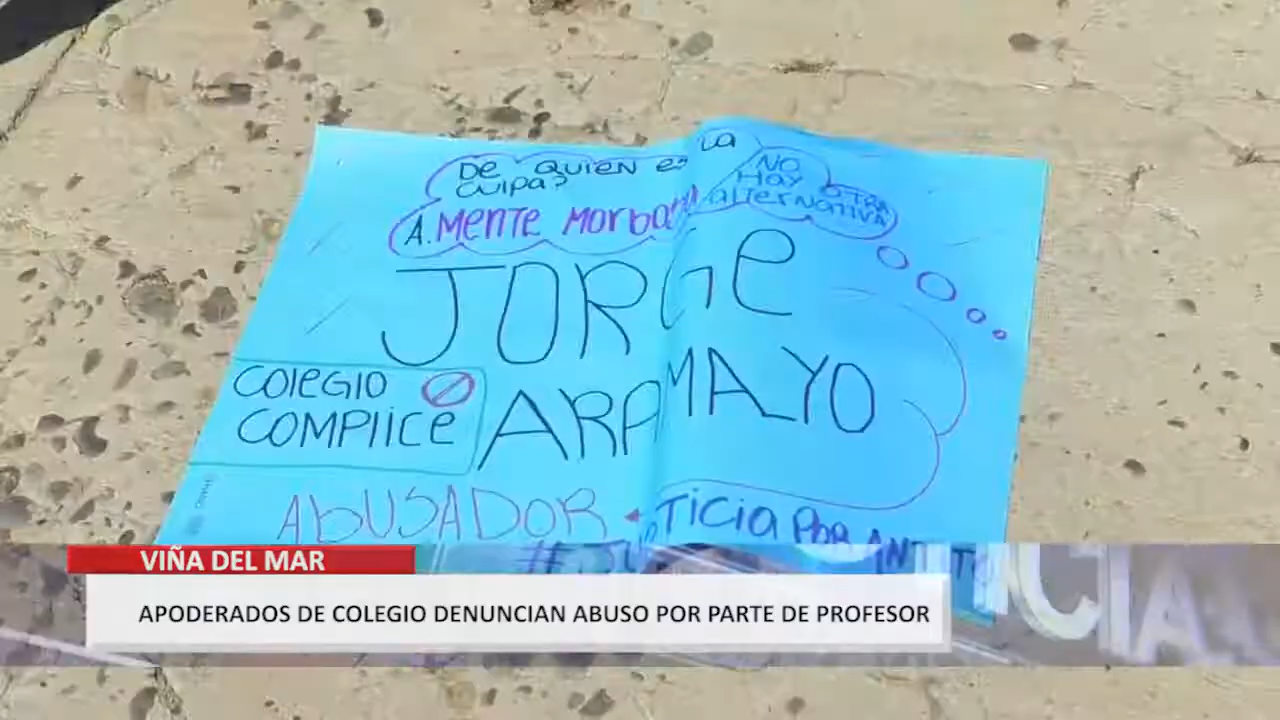 De quien es la
culpa?
A. Mente Morbosa
NO
Hay otra
alternativa
JORGE
ARAMAYO
COLEGIO
COMPLICE
ABUSADOR
TICIA POR
VIÑA DEL MAR
APODERADOS DE COLEGIO DENUNCIAN ABUSO POR PARTE DE PROFESOR